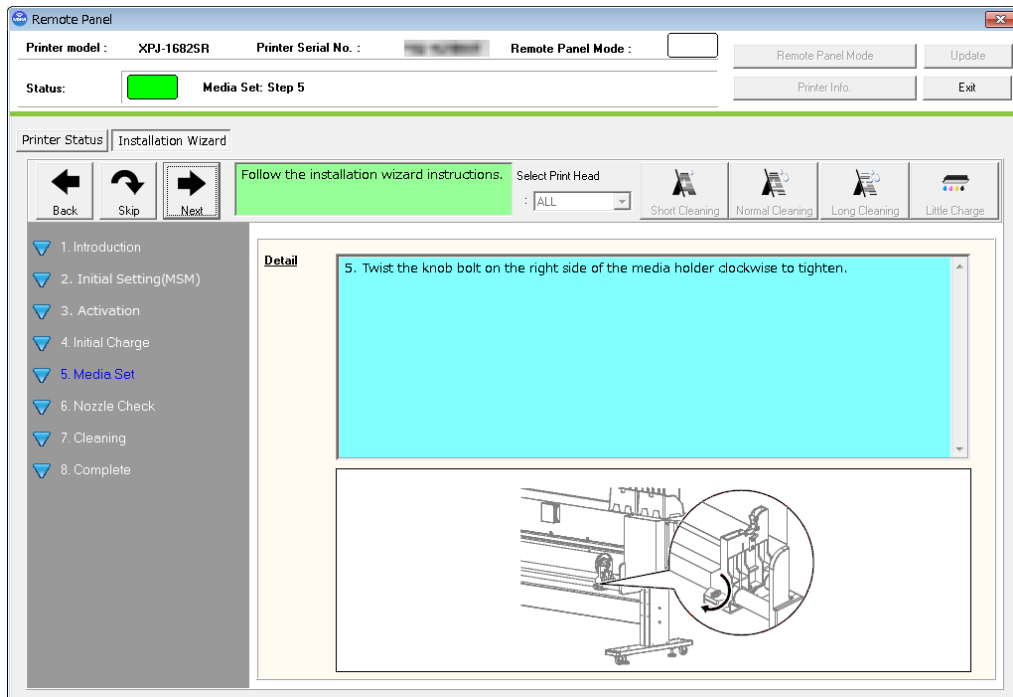 Remote Panel
Printer model : XPJ-1682SR Printer Serial No. : Remote Panel Mode :
Remote Panel Mode Update
Status: Media Set: Step 5
Printer Info. Exit
Printer Status Installation Wizard
Back Skip Next
Follow the installation wizard instructions.
Select Print Head
: ALL
Short Cleaning Normal Cleaning Long Cleaning Little Charge
1. Introduction
2. Initial Setting(MSM)
3. Activation
4. Initial Charge
5. Media Set
6. Nozzle Check
7. Cleaning
8. Complete
Detail
5. Twist the knob bolt on the right side of the media holder clockwise to tighten.